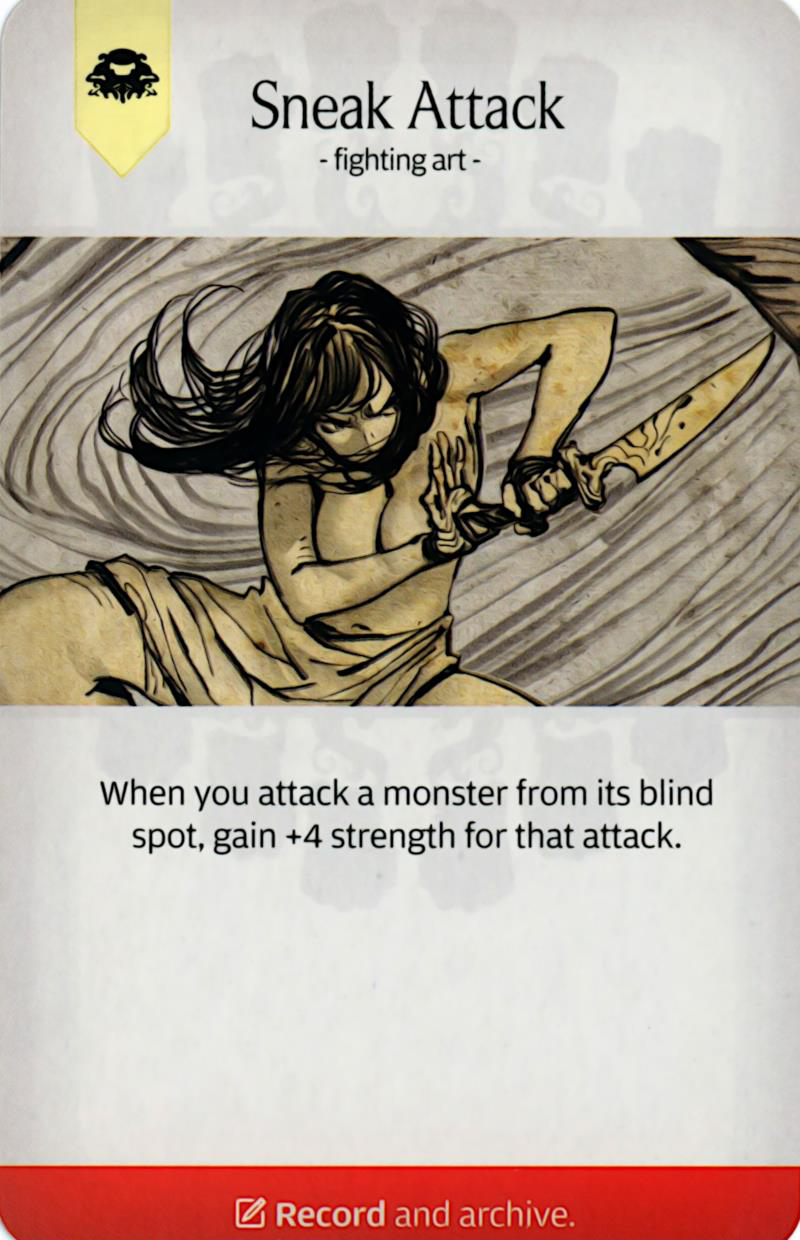 Sneak Attack
- fighting art -
When you attack a monster from its blind
spot, gain +4 strength for that attack.
Record and archive.